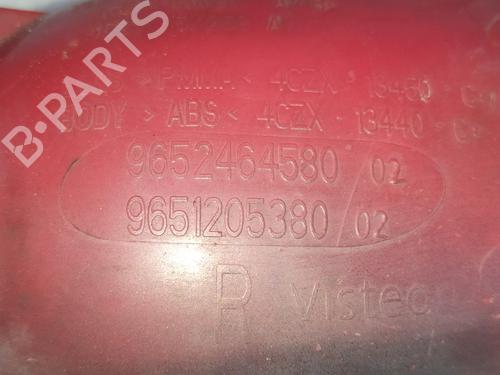 > PMMA < 4CZX - 13450 -
BODY > ABS < 4CZX - 13440 -
9652464580/02
9651205380/02
R Visteo
B-PARTS